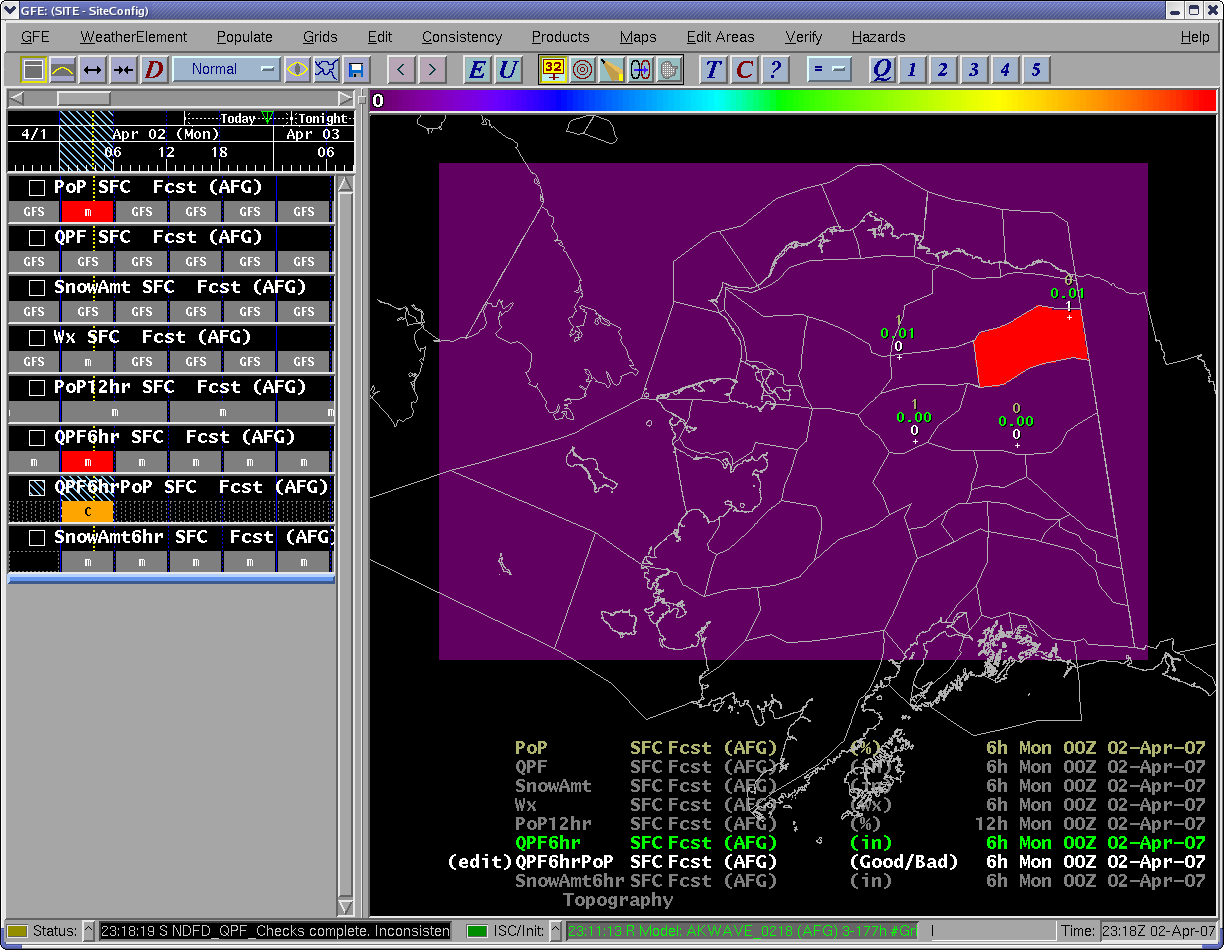 GFE: (SITE - SiteConfig)
GFE WeatherElement Populate Grids Edit Consistency Products Maps Edit Areas Verify Hazards Help
D Normal < > E U 32 T C ? = Q 1 2 3 4 5
0
Today Tonight
4/1 Apr 02 (Mon) Apr 03
06 12 18 06
PoP SFC Fcst (AFG)
GFS m GFS GFS GFS GFS
QPF SFC Fcst (AFG)
GFS GFS GFS GFS GFS GFS
SnowAmt SFC Fcst (AFG)
GFS GFS GFS GFS GFS GFS
Wx SFC Fcst (AFG)
GFS m GFS GFS GFS GFS
PoP12hr SFC Fcst (AFG)
m m m
QPF6hr SFC Fcst (AFG)
m m m m m m
QPF6hrPoP SFC Fcst (AFG)
C
SnowAmt6hr SFC Fcst (AFG)
m m m m m
0
0.01
1
1
0.01
0
1
0.00
0
0
0.00
0
PoP SFC Fcst (AFG) (%) 6h Mon 00Z 02-Apr-07
QPF SFC Fcst (AFG) (in) 6h Mon 00Z 02-Apr-07
SnowAmt SFC Fcst (AFG) (in) 6h Mon 00Z 02-Apr-07
Wx SFC Fcst (AFG) (Wx) 6h Mon 00Z 02-Apr-07
PoP12hr SFC Fcst (AFG) (%) 12h Mon 00Z 02-Apr-07
QPF6hr SFC Fcst (AFG) (in) 6h Mon 00Z 02-Apr-07
(edit) QPF6hrPoP SFC Fcst (AFG) (Good/Bad) 6h Mon 00Z 02-Apr-07
SnowAmt6hr SFC Fcst (AFG) (in) 6h Mon 00Z 02-Apr-07
Topography
Status: 23:18:19 S NDFD_QPF_Checks complete. Inconsisten ISC/Init: 23:11:13 R Model: AKWAVE_0218 (AFG) 3-177h #Gri Time: 23:18Z 02-Apr-07